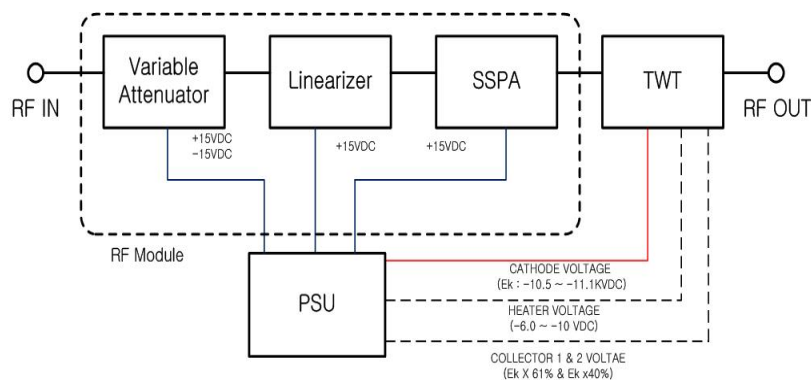 Variable
Attenuator
Linearizer
SSPA
TWT
RF IN
RF OUT
+15VDC
-15VDC
+15VDC
+15VDC
RF Module
PSU
CATHODE VOLTAGE
(Ek : -10.5 ~ -11.1KVDC)
HEATER VOLTAGE
(-6.0 ~ -10 VDC)
COLLECTOR 1 & 2 VOLTAE
(Ek X 61% & Ek x40%)